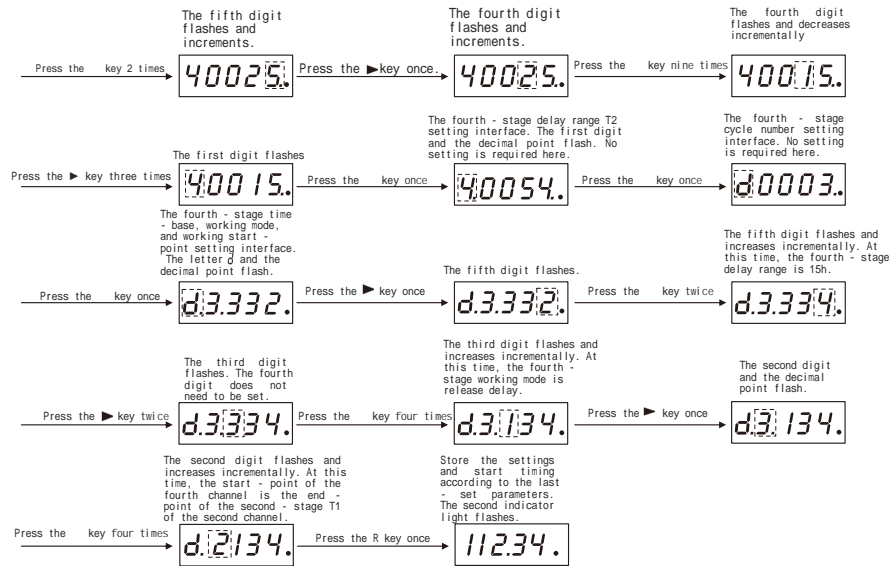 The fifth digit
flashes and
increments.
The fourth digit
flashes and
increments.
The fourth digit
flashes and decreases
incrementally
Press the key 2 times
40025..
Press the ►key once.
40025..
Press the key nine times
40015..
The fourth - stage delay range T2
setting interface. The first digit
and the decimal point flash. No
setting is required here.
The fourth - stage
cycle number setting
interface. No setting
is required here.
The first digit flashes
Press the ► key three times
40015..
Press the key once
4.0054..
Press the key once
d0003..
The fourth - stage time
- base, working mode,
and working start -
point setting interface.
The letter d and the
decimal point flash.
The fifth digit flashes and
increases incrementally. At
this time, the fourth - stage
delay range is 15h.
The fifth digit flashes.
Press the key once
d.3.332.
Press the ► key once
d.3.332.
Press the key twice
d.3.334.
The third digit
flashes. The fourth
digit does not
need to be set.
The third digit flashes and
increases incrementally. At
this time, the fourth -
stage working mode is
release delay.
The second digit
and the decimal
point flash.
Press the ► key twice
d.3.334.
Press the key four times
d.3.134.
Press the ► key once
d.3.134.
The second digit flashes and
increases incrementally. At this
time, the start - point of the
fourth channel is the end -
point of the second - stage T1
of the second channel.
Store the settings
and start timing
according to the last
- set parameters.
The second indicator
light flashes.
Press the key four times
d.2134.
Press the R key once
112.34.